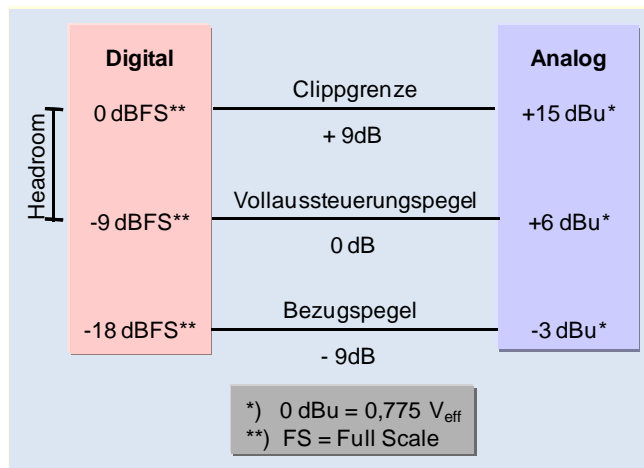 Digital
Analog
Clippgrenze
0 dBFS**
+15 dBu*
+ 9dB
Headroom
Vollaussteuerungspegel
-9 dBFS**
+6 dBu*
0 dB
Bezugspegel
-18 dBFS**
-3 dBu*
- 9dB
*) 0 dBu = 0,775 Veff
**) FS = Full Scale